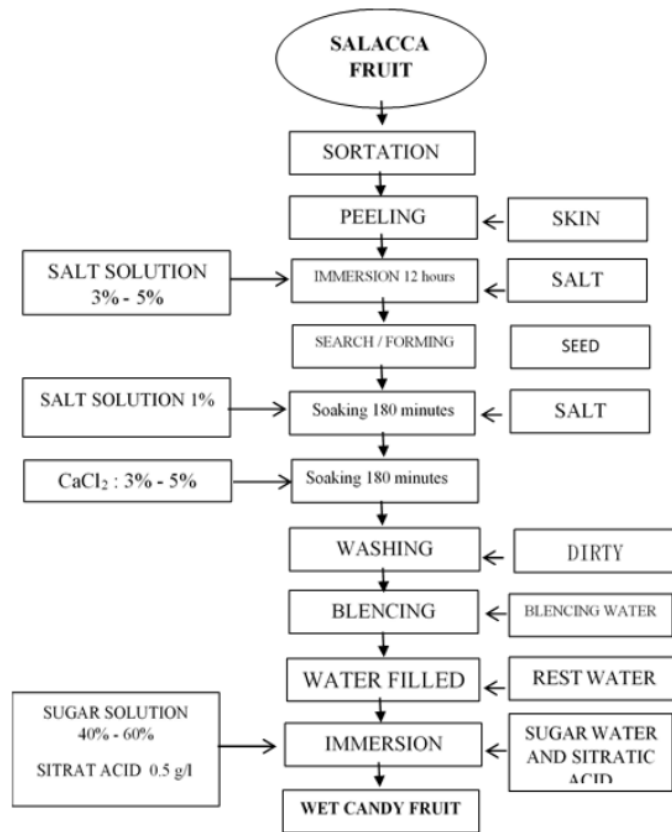 SALACCA
FRUIT
SORTATION
PEELING
SKIN
SALT SOLUTION
3% - 5%
IMMERSION 12 hours
SALT
SEARCH / FORMING
SEED
SALT SOLUTION 1%
Soaking 180 minutes
SALT
CaCl₂ : 3% - 5%
Soaking 180 minutes
WASHING
DIRTY
BLENCING
BLENCING WATER
WATER FILLED
REST WATER
SUGAR SOLUTION
40% - 60%
SITRAT ACID 0.5 g/l
IMMERSION
SUGAR WATER
AND SITRATIC
ACID
WET CANDY FRUIT